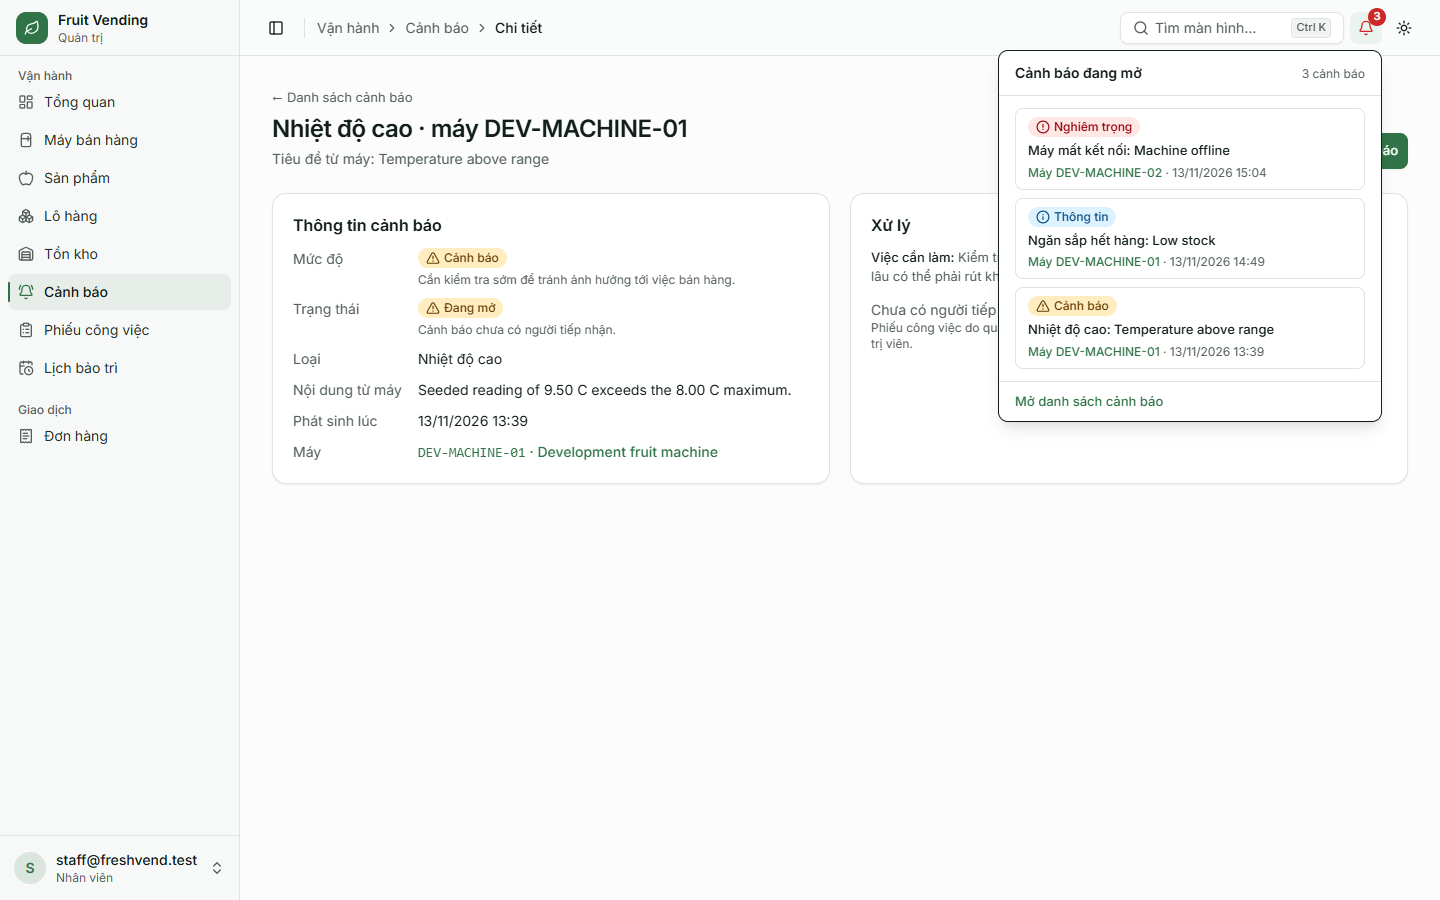 Fruit Vending
Quản trị
Vận hành
Tổng quan
Máy bán hàng
Sản phẩm
Lô hàng
Tồn kho
Cảnh báo
Phiếu công việc
Lịch bảo trì
Giao dịch
Đơn hàng
S
staff@freshvend.test
Nhân viên
Vận hành > Cảnh báo > Chi tiết
Tìm màn hình... Ctrl K
3
← Danh sách cảnh báo
Nhiệt độ cao · máy DEV-MACHINE-01
Tiêu đề từ máy: Temperature above range
Thông tin cảnh báo
Mức độ Cảnh báo
Cần kiểm tra sớm để tránh ảnh hưởng tới việc bán hàng.
Trạng thái Đang mở
Cảnh báo chưa có người tiếp nhận.
Loại Nhiệt độ cao
Nội dung từ máy Seeded reading of 9.50 C exceeds the 8.00 C maximum.
Phát sinh lúc 13/11/2026 13:39
Máy DEV-MACHINE-01 · Development fruit machine
Xử lý
Việc cần làm: Kiểm
lâu có thể phải rút
Chưa có người tiếp
Phiếu công việc do
trị viên.
Cảnh báo đang mở 3 cảnh báo
Nghiêm trọng
Máy mất kết nối: Machine offline
Máy DEV-MACHINE-02 · 13/11/2026 15:04
Thông tin
Ngăn sắp hết hàng: Low stock
Máy DEV-MACHINE-01 · 13/11/2026 14:49
Cảnh báo
Nhiệt độ cao: Temperature above range
Máy DEV-MACHINE-01 · 13/11/2026 13:39
Mở danh sách cảnh báo